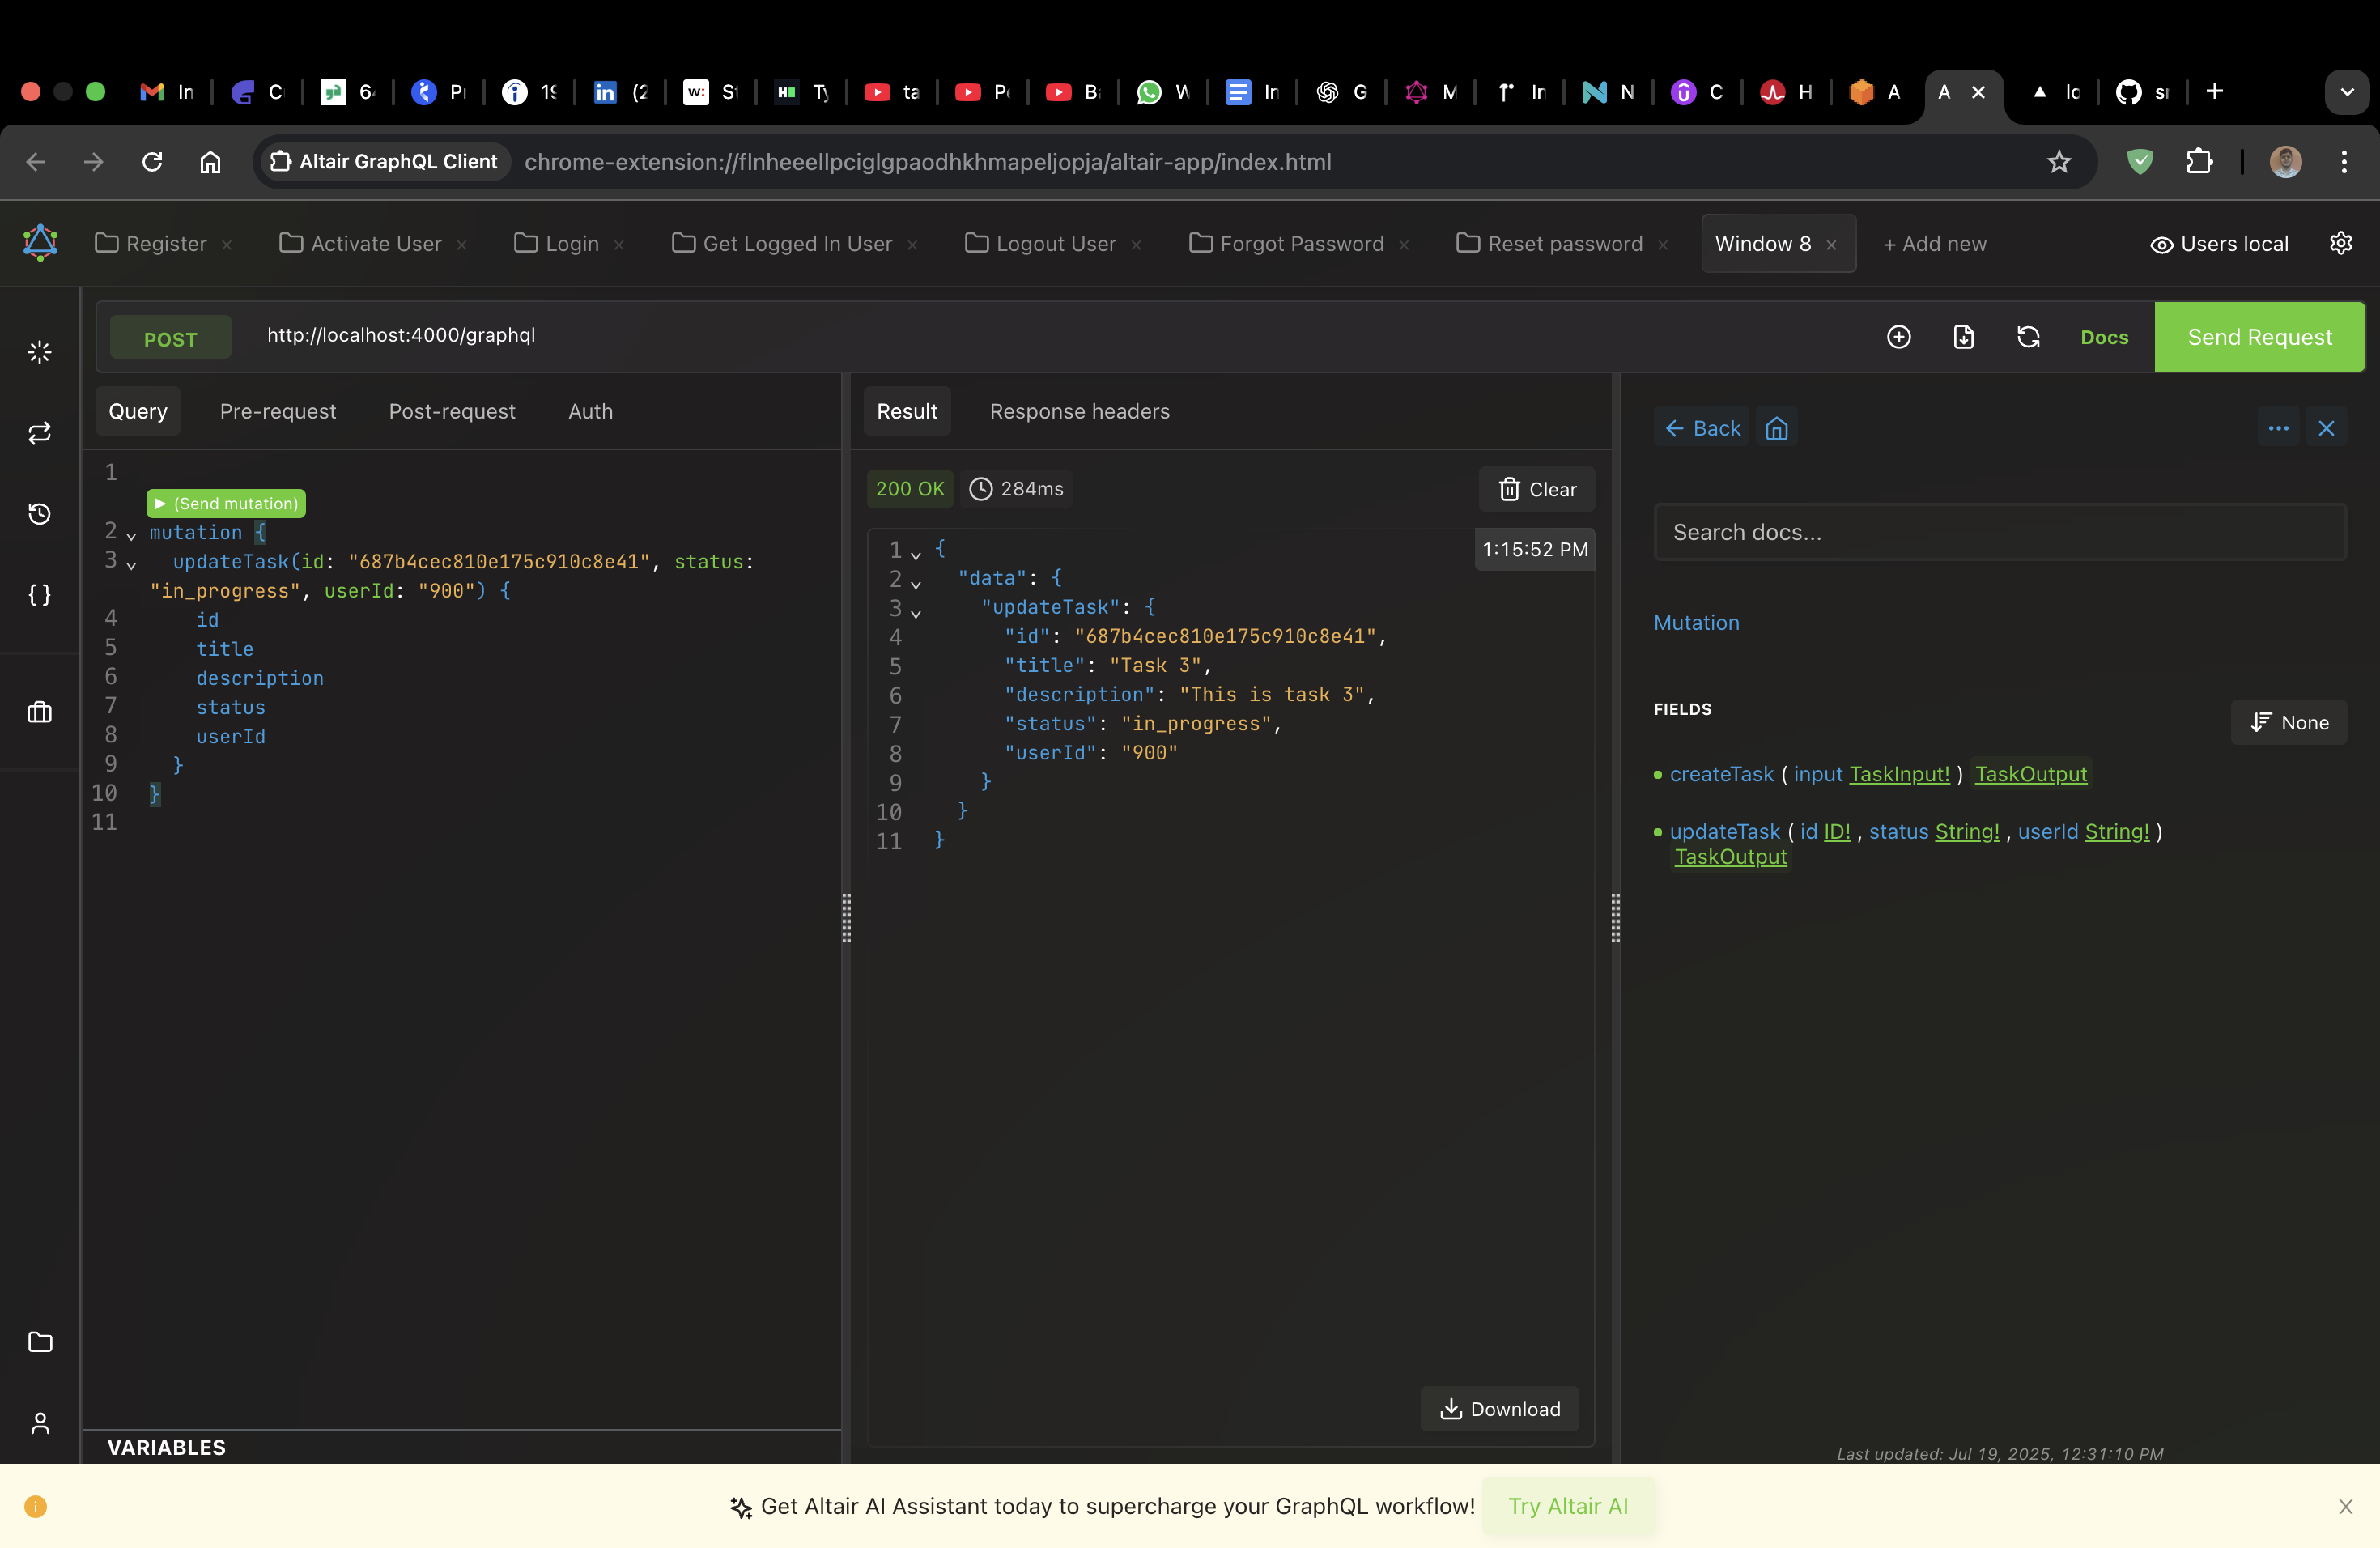 In C 6 P 19 (2 S Ty ta P B W In G M In N C H A A lo sr
Altair GraphQL Client chrome-extension://flnheeellpciglgpaodhkhmapeljopja/altair-app/index.html
Register Activate User Login Get Logged In User Logout User Forgot Password Reset password Window 8 + Add new Users local
POST http://localhost:4000/graphql Docs Send Request
Query Pre-request Post-request Auth
1
(Send mutation)
2 mutation {
3 updateTask(id: "687b4cec810e175c910c8e41", status:
"in_progress", userId: "900") {
4 id
5 title
6 description
7 status
8 userId
9 }
10 }
11
VARIABLES
Result Response headers
200 OK 284ms Clear
1:15:52 PM
1 {
2 "data": {
3 "updateTask": {
4 "id": "687b4cec810e175c910c8e41",
5 "title": "Task 3",
6 "description": "This is task 3",
7 "status": "in_progress",
8 "userId": "900"
9 }
10 }
11 }
Download
Back
Search docs...
Mutation
FIELDS
None
createTask ( input TaskInput! ) TaskOutput
updateTask ( id ID! , status String! , userId String! )
TaskOutput
Last updated: Jul 19, 2025, 12:31:10 PM
Get Altair AI Assistant today to supercharge your GraphQL workflow! Try Altair AI